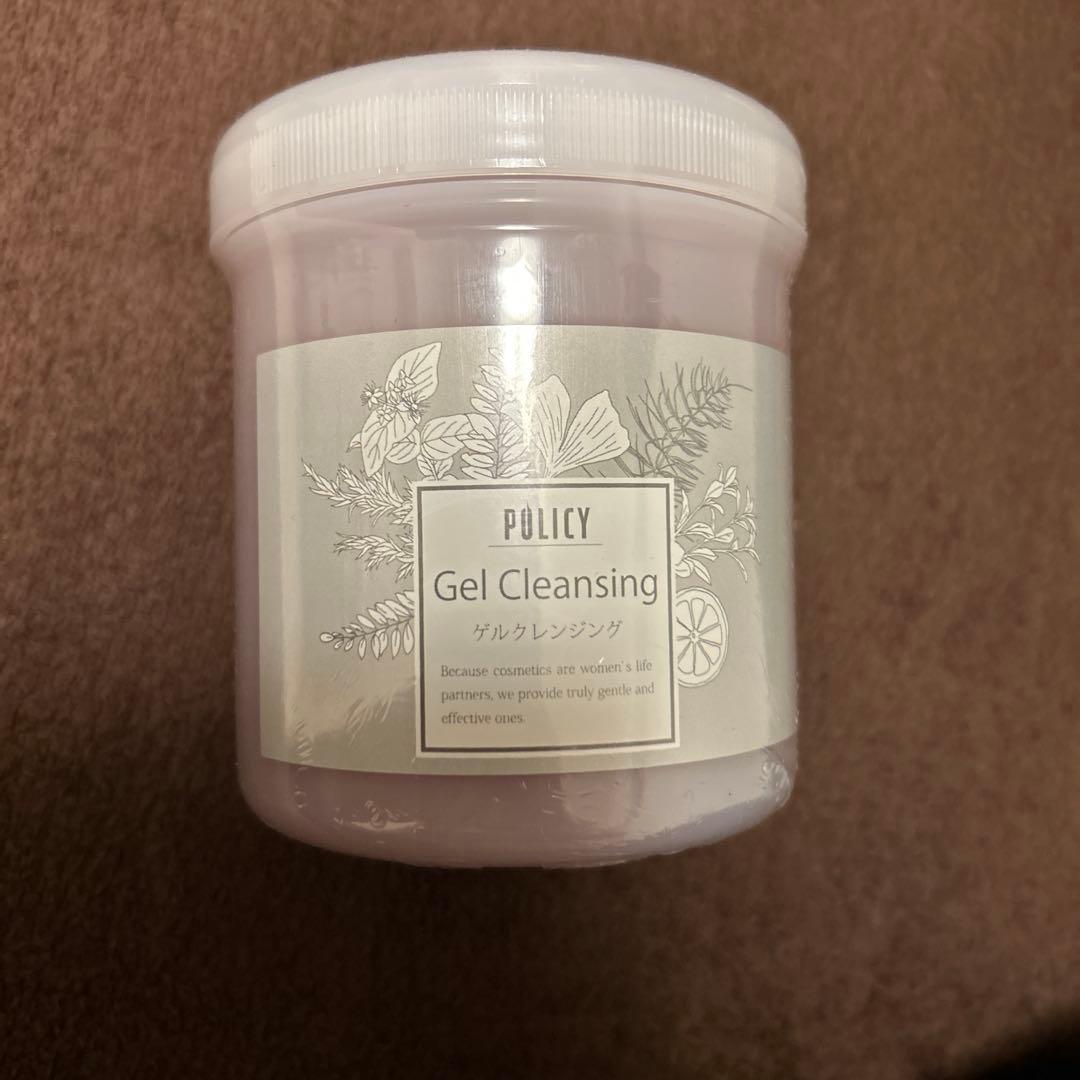 POLICY
Gel Cleansing
ゲルクレンジング
Because cosmetics are women's life
partners, we provide truly gentle and
effective ones.